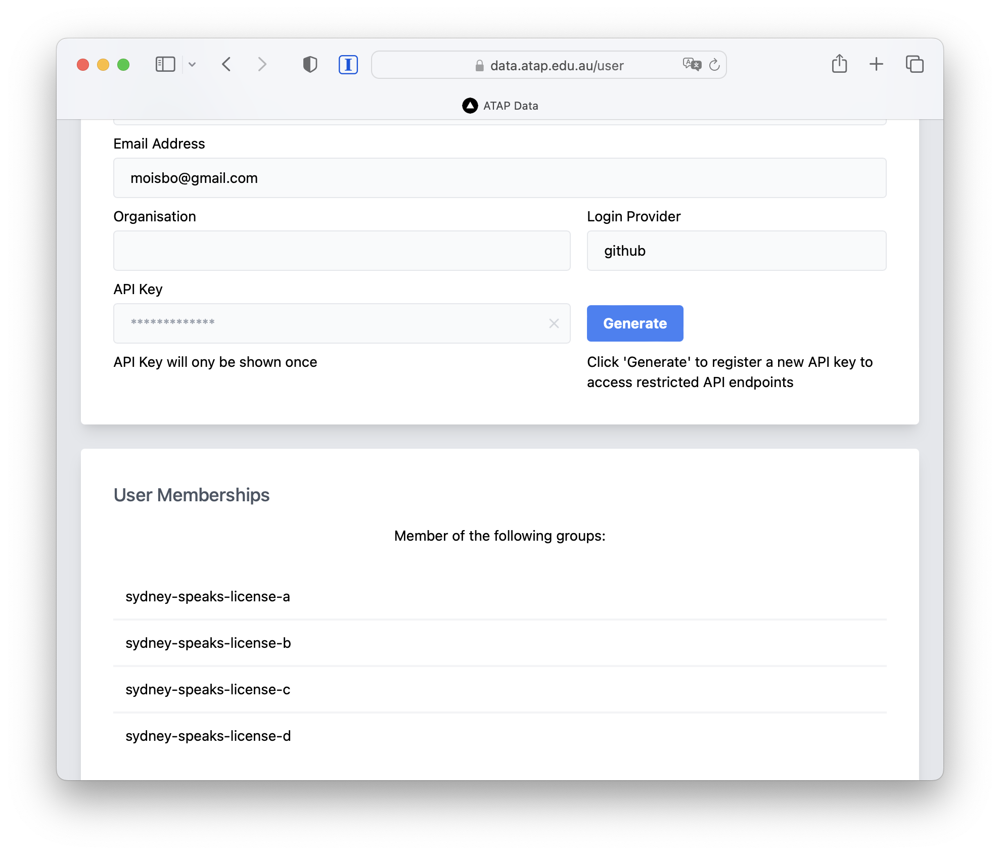 data.atap.edu.au/user
ATAP Data
Email Address
moisbo@gmail.com
Organisation
Login Provider
github
API Key
*************
Generate
API Key will ony be shown once
Click 'Generate' to register a new API key to
access restricted API endpoints
User Memberships
Member of the following groups:
sydney-speaks-license-a
sydney-speaks-license-b
sydney-speaks-license-c
sydney-speaks-license-d